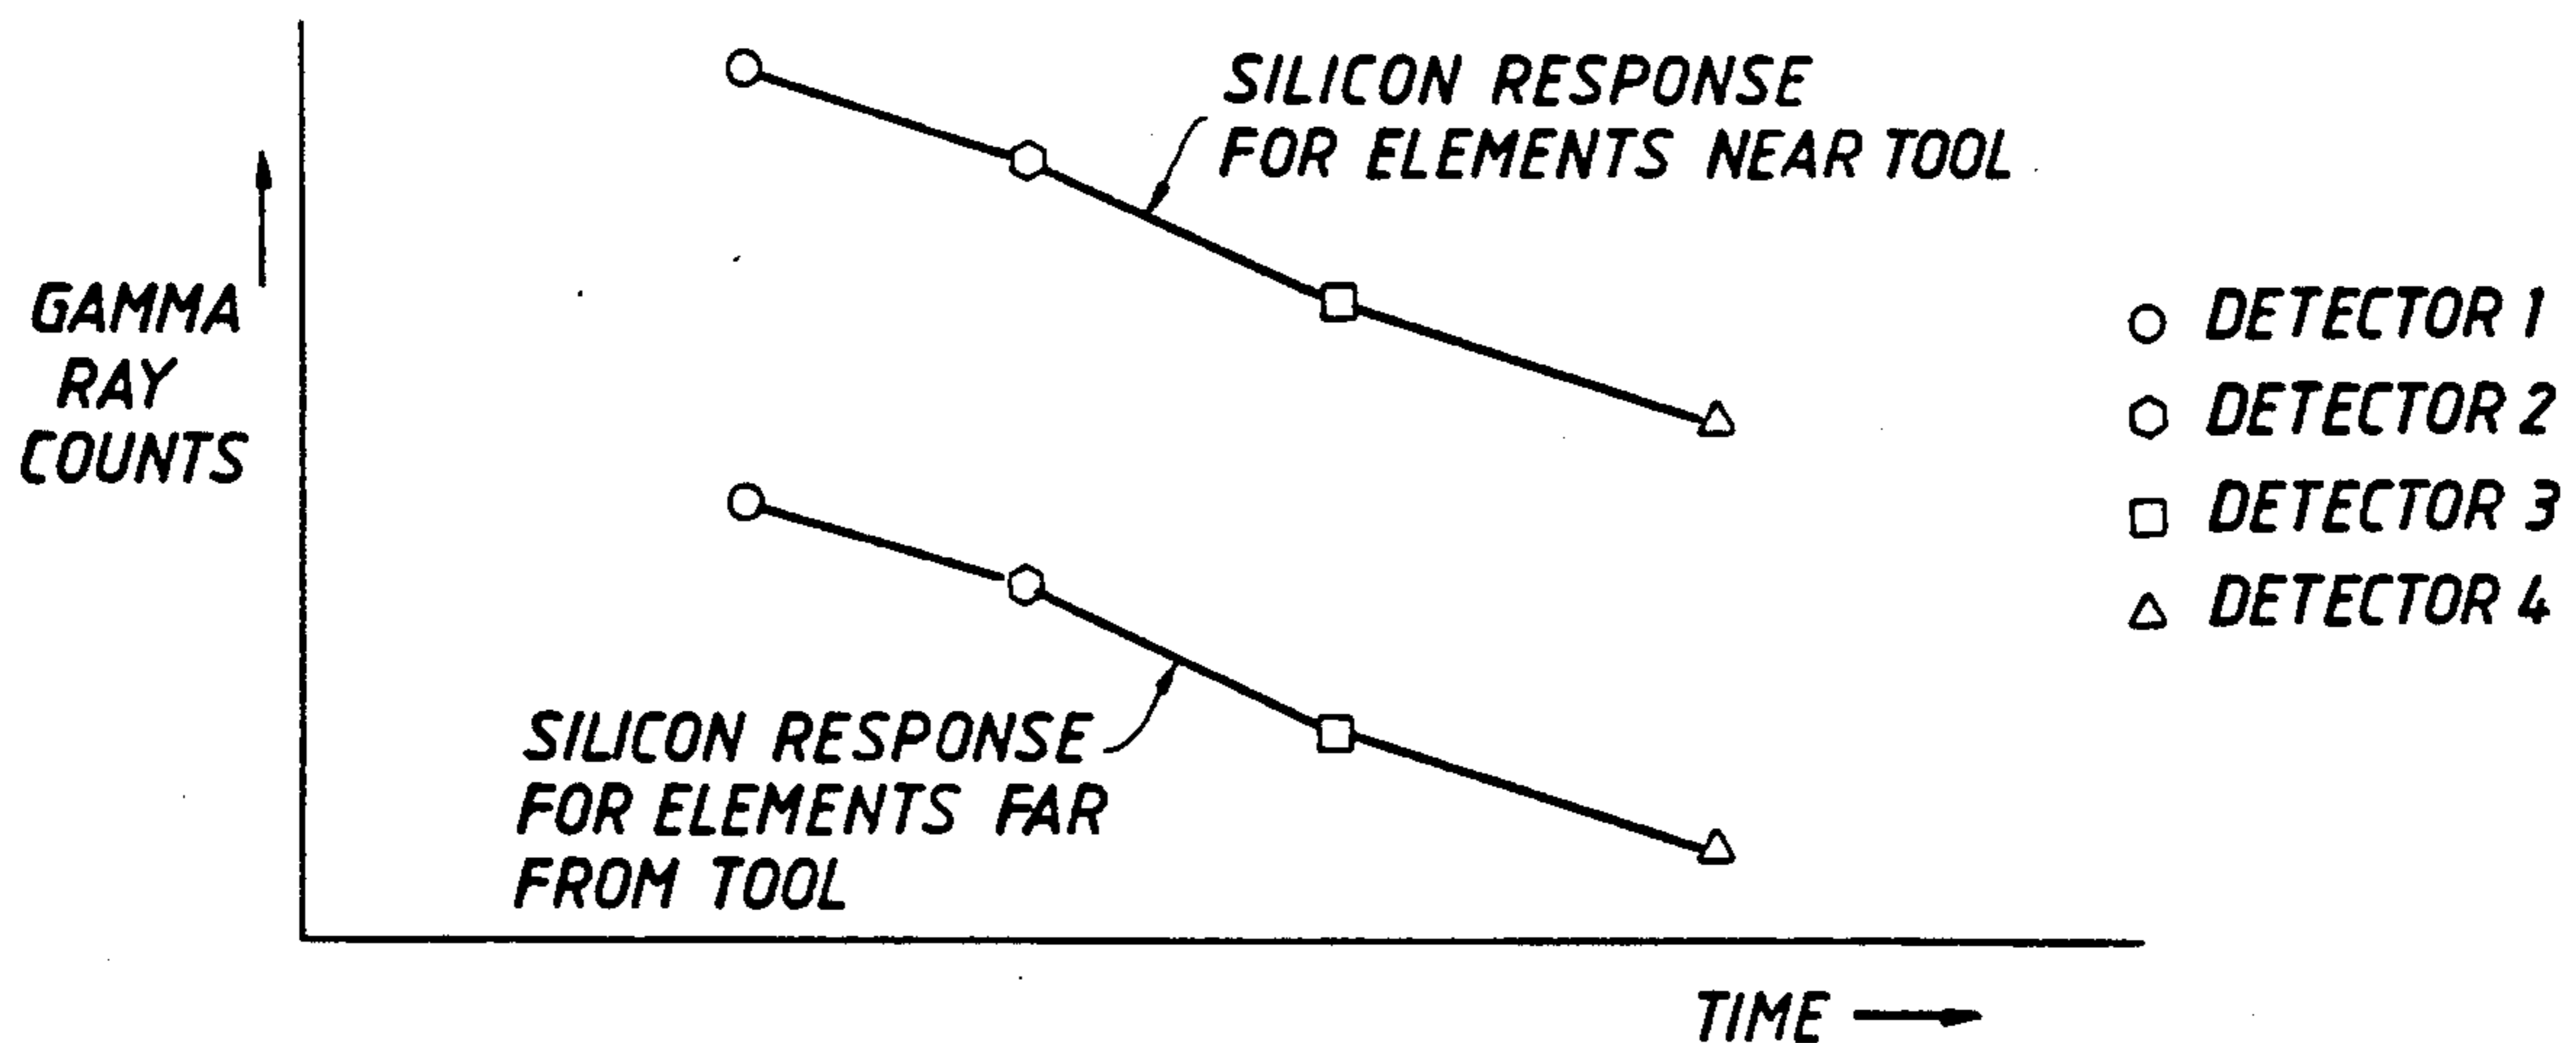 SILICON RESPONSE
FOR ELEMENTS NEAR TOOL
GAMMA
RAY
COUNTS
DETECTOR 1
DETECTOR 2
DETECTOR 3
DETECTOR 4
SILICON RESPONSE
FOR ELEMENTS FAR
FROM TOOL
TIME